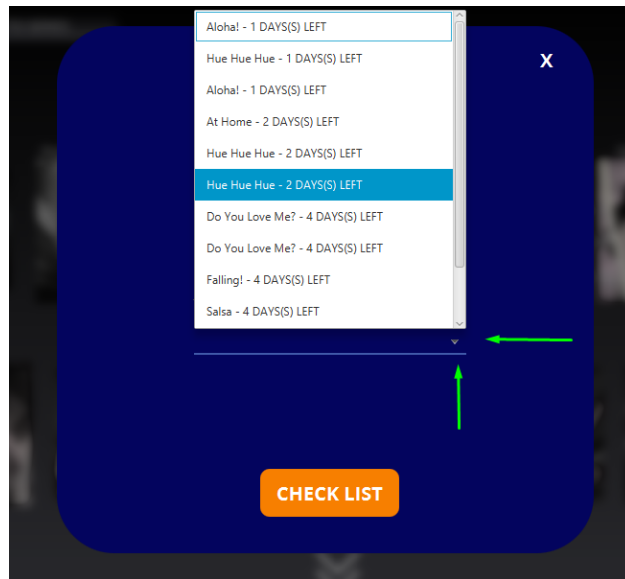 Aloha! - 1 DAYS(S) LEFT
X
Hue Hue Hue - 1 DAYS(S) LEFT
Aloha! - 1 DAYS(S) LEFT
At Home - 2 DAYS(S) LEFT
Hue Hue Hue - 2 DAYS(S) LEFT
Hue Hue Hue - 2 DAYS(S) LEFT
Do You Love Me? - 4 DAYS(S) LEFT
Do You Love Me? - 4 DAYS(S) LEFT
Falling! - 4 DAYS(S) LEFT
Salsa - 4 DAYS(S) LEFT
CHECK LIST